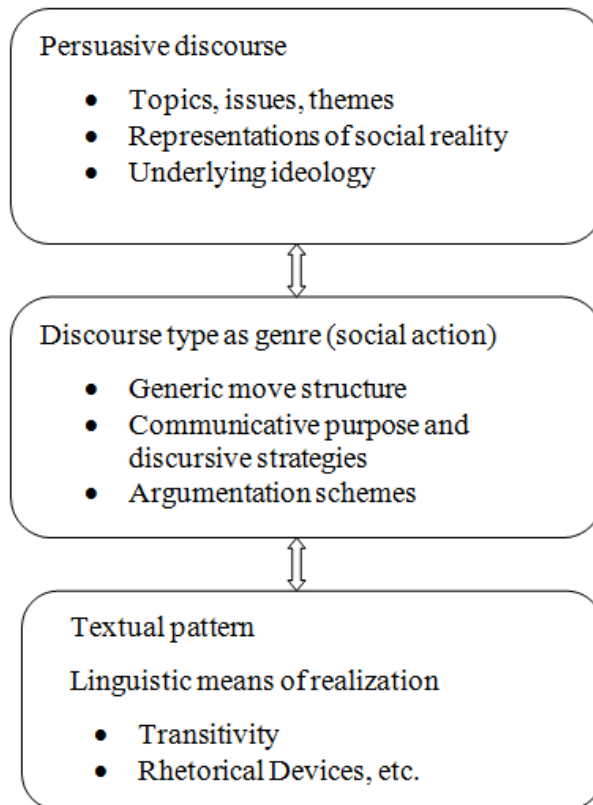 Persuasive discourse
• Topics, issues, themes
• Representations of social reality
• Underlying ideology
Discourse type as genre (social action)
• Generic move structure
• Communicative purpose and
discursive strategies
• Argumentation schemes
Textual pattern
Linguistic means of realization
• Transitivity
• Rhetorical Devices, etc.